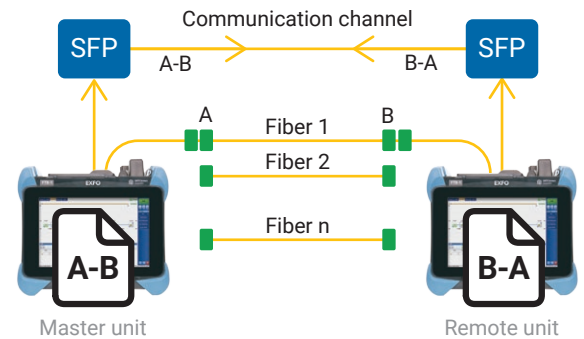 Communication channel
SFP
SFP
A-B
B-A
A
B
Fiber 1
Fiber 2
EXFO
EXFO
Fiber n
A-B
B-A
Master unit
Remote unit